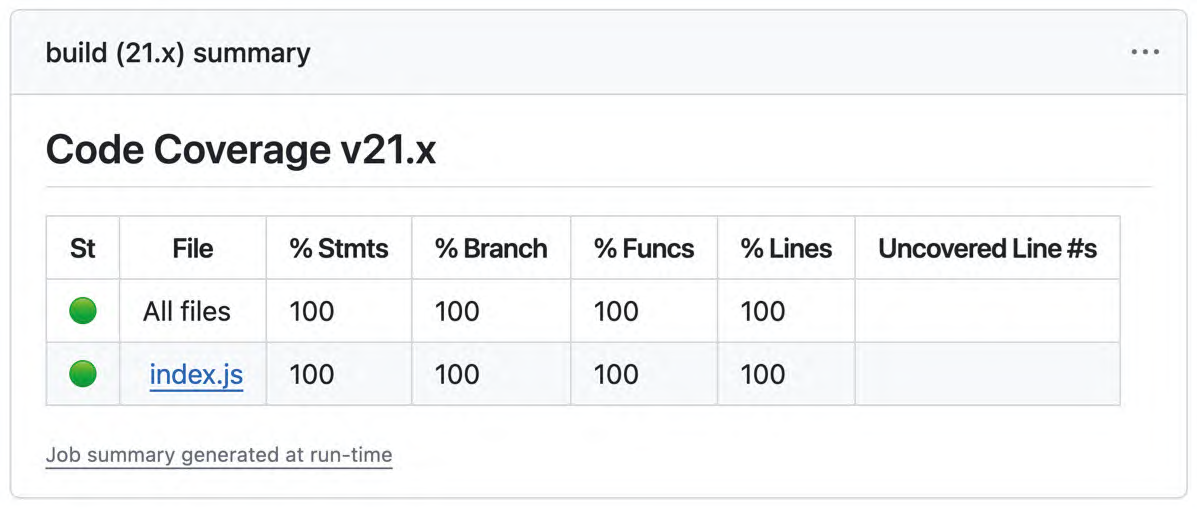 build (21.x) summary
Code Coverage v21.x
St File % Stmts % Branch % Funcs % Lines Uncovered Line #s
All files 100 100 100 100
index.js 100 100 100 100
Job summary generated at run-time